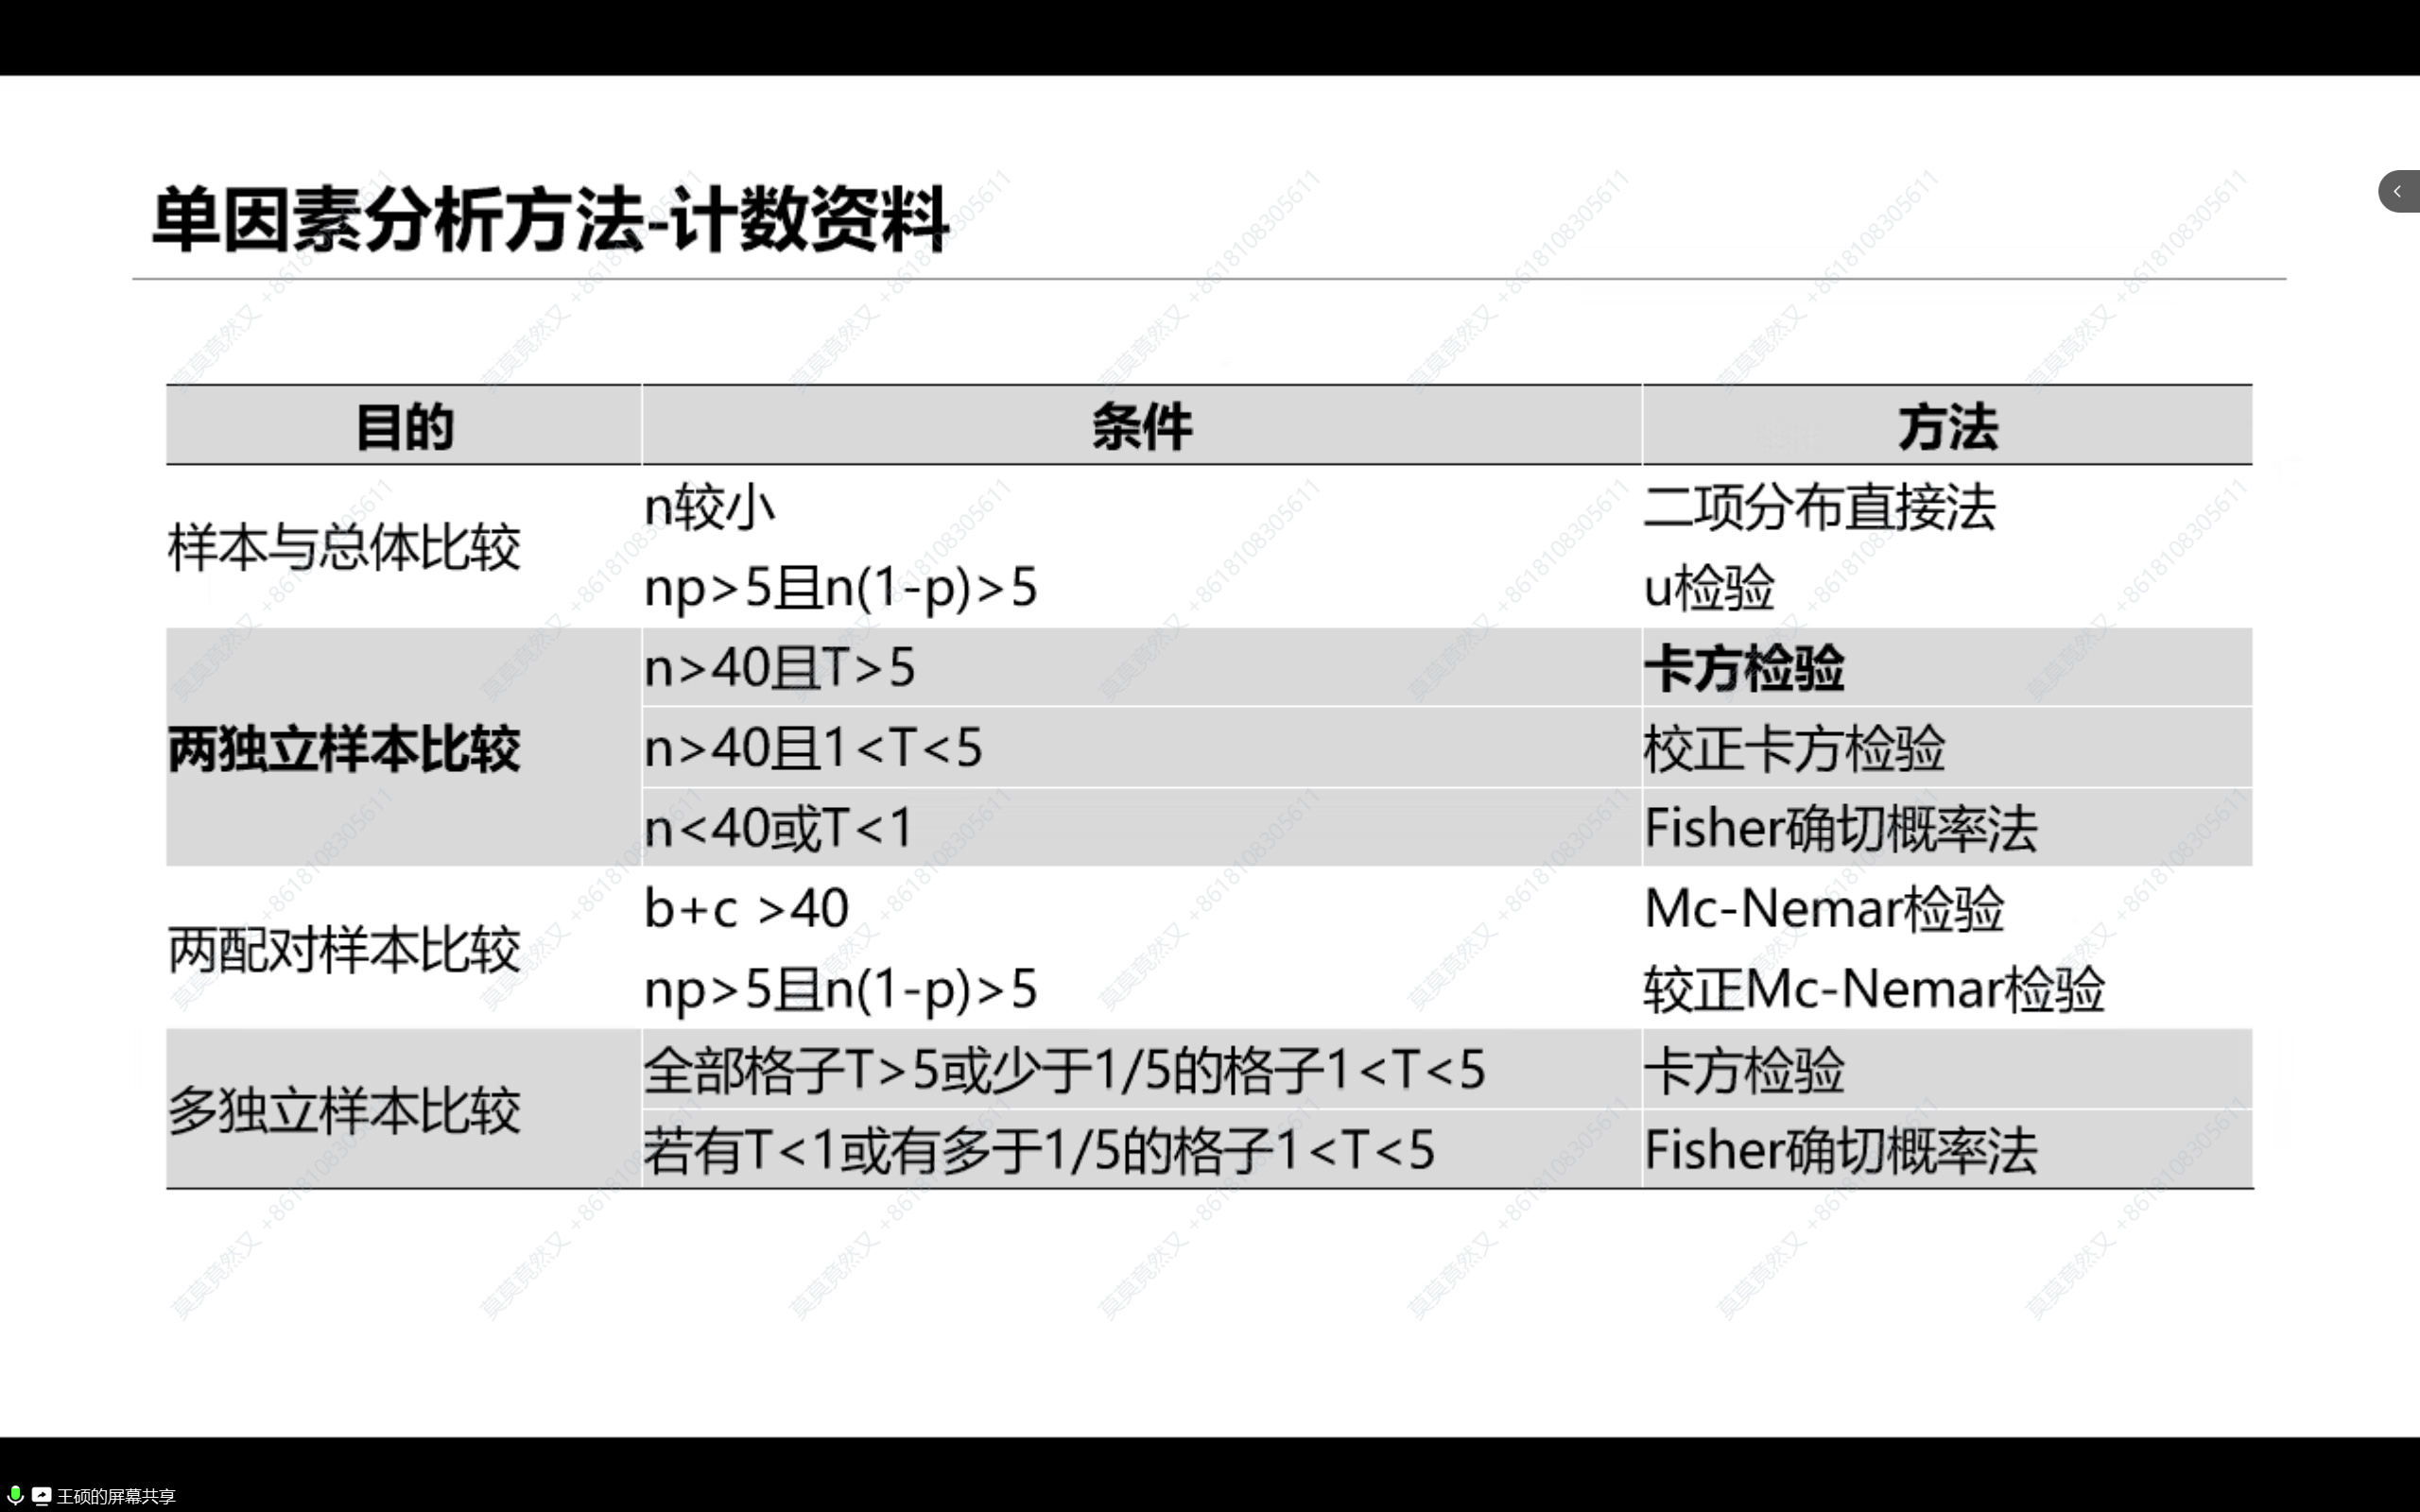 单因素分析方法-计数资料
目的 条件 方法
样本与总体比较
n较小 二项分布直接法
np>5且n(1-p)>5 u检验
两独立样本比较
n>40且T>5 卡方检验
n>40且1<T<5 校正卡方检验
n<40或T<1 Fisher确切概率法
两配对样本比较
b+c >40 Mc-Nemar检验
np>5且n(1-p)>5 较正Mc-Nemar检验
多独立样本比较
全部格子T>5或少于1/5的格子1<T<5 卡方检验
若有T<1或有多于1/5的格子1<T<5 Fisher确切概率法
莫莫竟然又 +8618108305611
王硕的屏幕共享